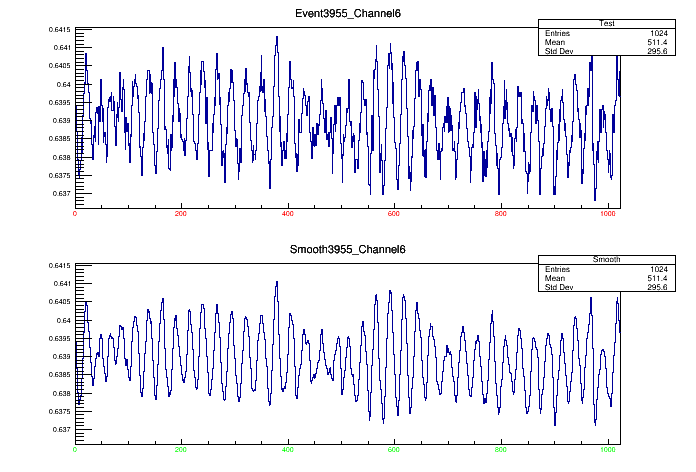 Event3955_Channel6
Test
Entries 1024
Mean 511.4
Std Dev 295.6
0.6415
0.641
0.6405
0.64
0.6395
0.639
0.6385
0.638
0.6375
0.637
0 200 400 600 800 1000
Smooth3955_Channel6
Smooth
Entries 1024
Mean 511.4
Std Dev 295.6
0.6415
0.641
0.6405
0.64
0.6395
0.639
0.6385
0.638
0.6375
0.637
0 200 400 600 800 1000